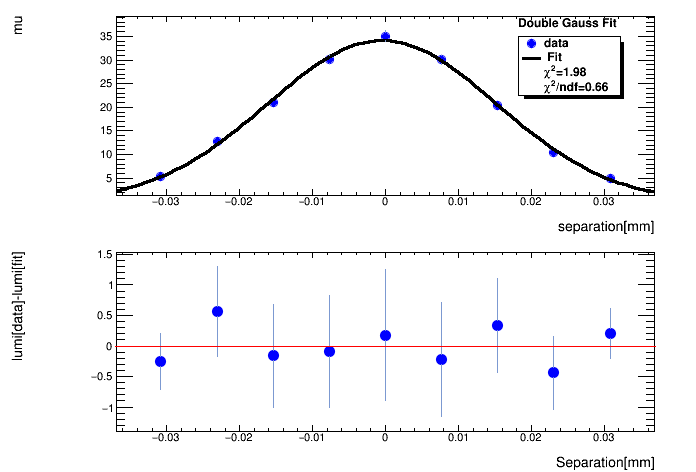 mu
Double Gauss Fit
data
Fit
χ²=1.98
χ²/ndf=0.66
35
30
25
20
15
10
5
−0.03 −0.02 −0.01 0 0.01 0.02 0.03
separation[mm]
lumi[data]-lumi[fit]
1.5
1
0.5
0
−0.5
−1
−0.03 −0.02 −0.01 0 0.01 0.02 0.03
Separation[mm]